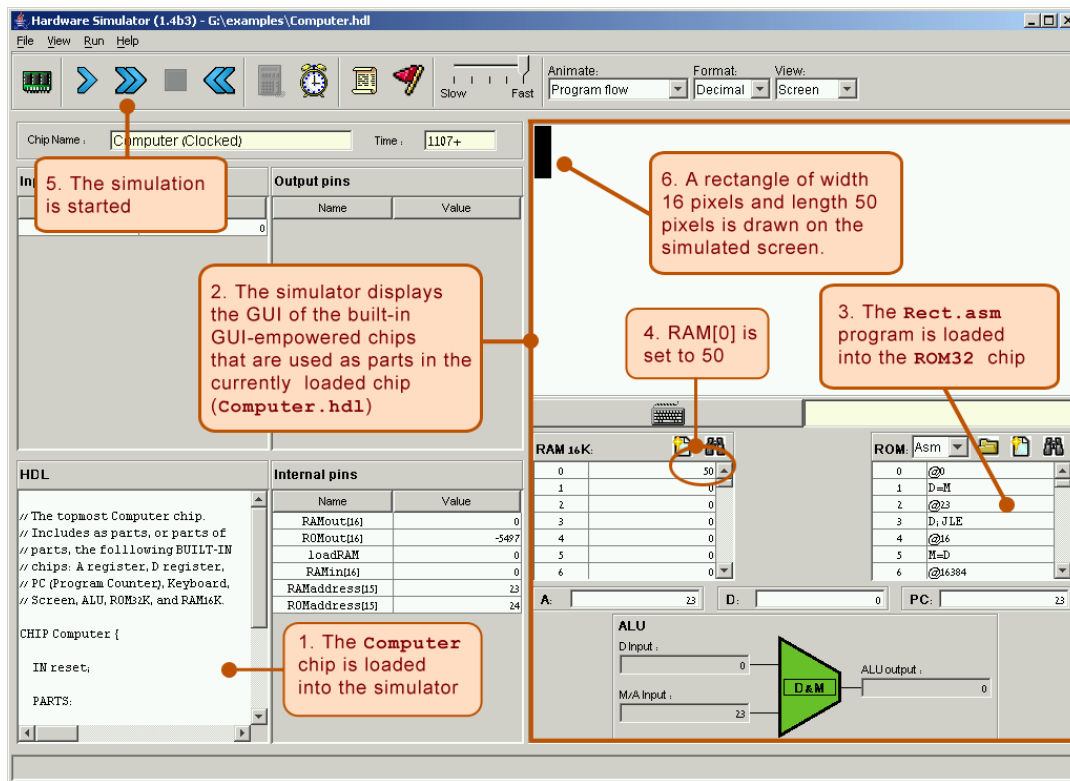 Hardware Simulator (1.4b3) - G:\examples\Computer.hdl
File View Run Help
Slow Fast
Animate: Format: View:
Program flow Decimal Screen
Chip Name : Computer (Clocked) Time : 1107+
5. The simulation
is started
Output pins
Name Value
0
2. The simulator displays
the GUI of the built-in
GUI-empowered chips
that are used as parts in the
currently loaded chip
(Computer.hdl)
6. A rectangle of width
16 pixels and length 50
pixels is drawn on the
simulated screen.
4. RAM[0] is
set to 50
3. The Rect.asm
program is loaded
into the ROM32 chip
HDL
// The topmost Computer chip.
// Includes as parts, or parts of
// parts, the folllowing BUILT-IN
// chips: A register, D register,
// PC (Program Counter), Keyboard,
// Screen, ALU, ROM32K, and RAM16K.
CHIP Computer {
IN reset;
PARTS:
1. The Computer
chip is loaded
into the simulator
Internal pins
Name Value
RAMout[16] 0
ROMout[16] -5497
loadRAM 0
RAMin[16] 0
RAMaddress[15] 23
ROMaddress[15] 24
RAM 16K:
0 50
1 0
2 0
3 0
4 0
5 0
6 0
ROM: Asm
0 @0
1 D=M
2 @23
3 D;JLE
4 @16
5 M=D
6 @16384
A: 23 D: 0 PC: 23
ALU
D Input :
0
M/A Input :
23
D&M
ALU output :
0